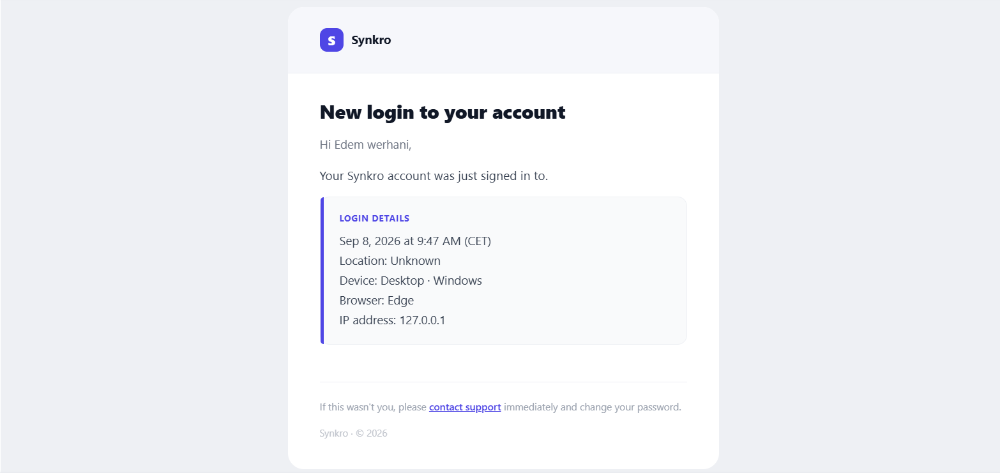 S Synkro
New login to your account
Hi Edem werhani,
Your Synkro account was just signed in to.
LOGIN DETAILS
Sep 8, 2026 at 9:47 AM (CET)
Location: Unknown
Device: Desktop · Windows
Browser: Edge
IP address: 127.0.0.1
If this wasn't you, please contact support immediately and change your password.
Synkro · © 2026